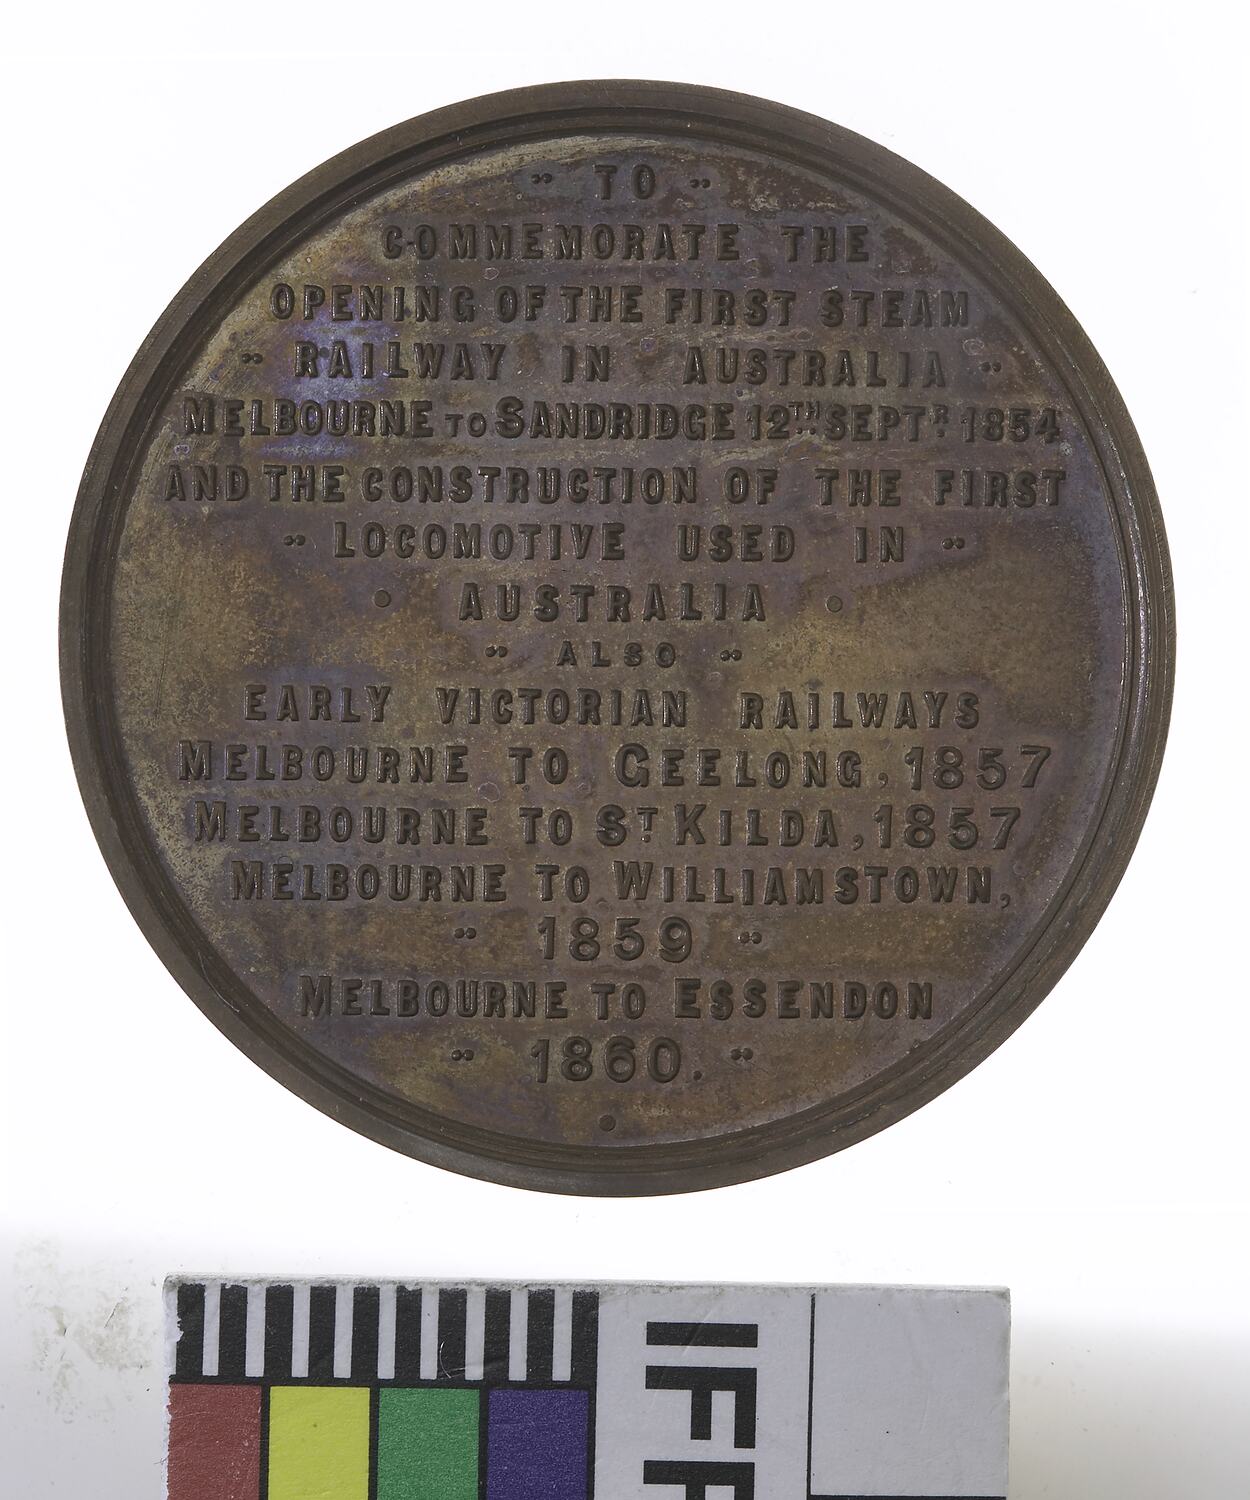 TO
COMMEMORATE THE
OPENING OF THE FIRST STEAM
RAILWAY IN AUSTRALIA
MELBOURNE TO SANDRIDGE 12TH SEPTR 1854
AND THE CONSTRUCTION OF THE FIRST
LOCOMOTIVE USED IN
AUSTRALIA
ALSO
EARLY VICTORIAN RAILWAYS
MELBOURNE TO GEELONG, 1857
MELBOURNE TO ST KILDA, 1857
MELBOURNE TO WILLIAMSTOWN,
1859
MELBOURNE TO ESSENDON
1860.